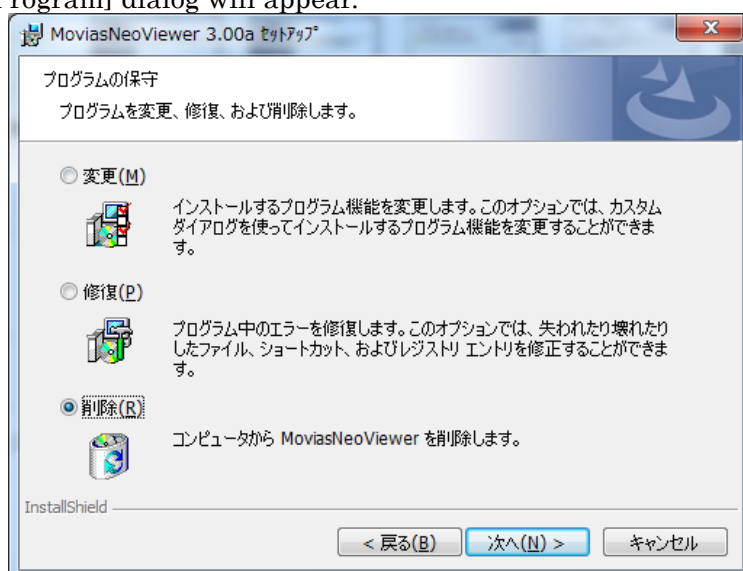 Program] dialog will appear.
MoviasNeoViewer 3.00a ｾｯﾄｱｯﾌﾟ
プログラムの保守
プログラムを変更、修復、および削除します。
変更(M)
インストールするプログラム機能を変更します。このオプションでは、カスタム
ダイアログを使ってインストールするプログラム機能を変更することができま
す。
修復(P)
プログラム中のエラーを修復します。このオプションでは、失われたり壊れたり
したファイル、ショートカット、およびレジストリ エントリを修正することができま
す。
削除(R)
コンピュータから MoviasNeoViewer を削除します。
InstallShield
< 戻る(B) 次へ(N) > キャンセル